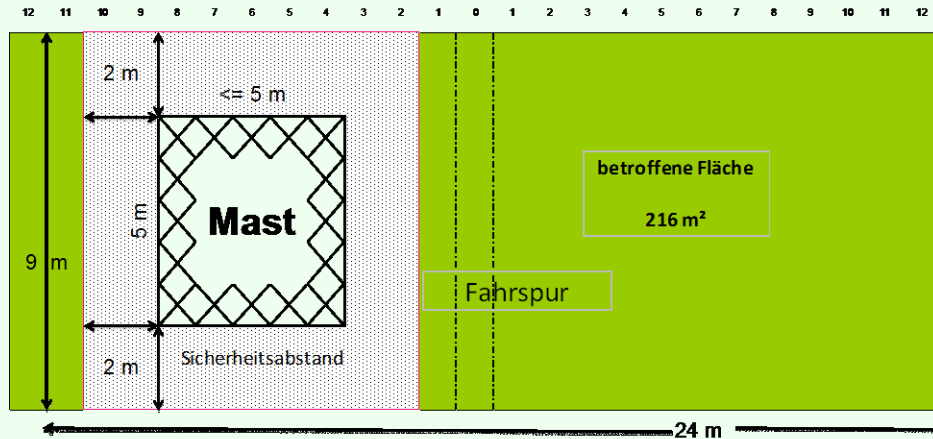 12 11 10 9 8 7 6 5 4 3 2 1 0 1 2 3 4 5 6 7 8 9 10 11 12
2 m
<= 5 m
betroffene Fläche
216 m²
5 m
Mast
9 m
Fahrspur
2 m
Sicherheitsabstand
24 m